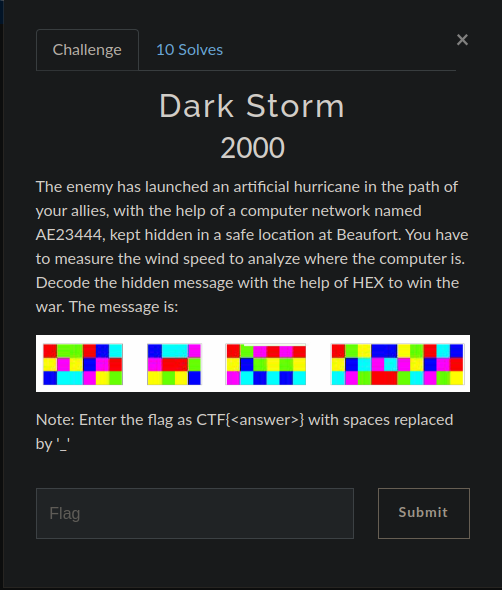 Challenge
10 Solves
×
Dark Storm
2000
The enemy has launched an artificial hurricane in the path of
your allies, with the help of a computer network named
AE23444, kept hidden in a safe location at Beaufort. You have
to measure the wind speed to analyze where the computer is.
Decode the hidden message with the help of HEX to win the
war. The message is:
Note: Enter the flag as CTF{<answer>} with spaces replaced
by '_'
Flag
Submit